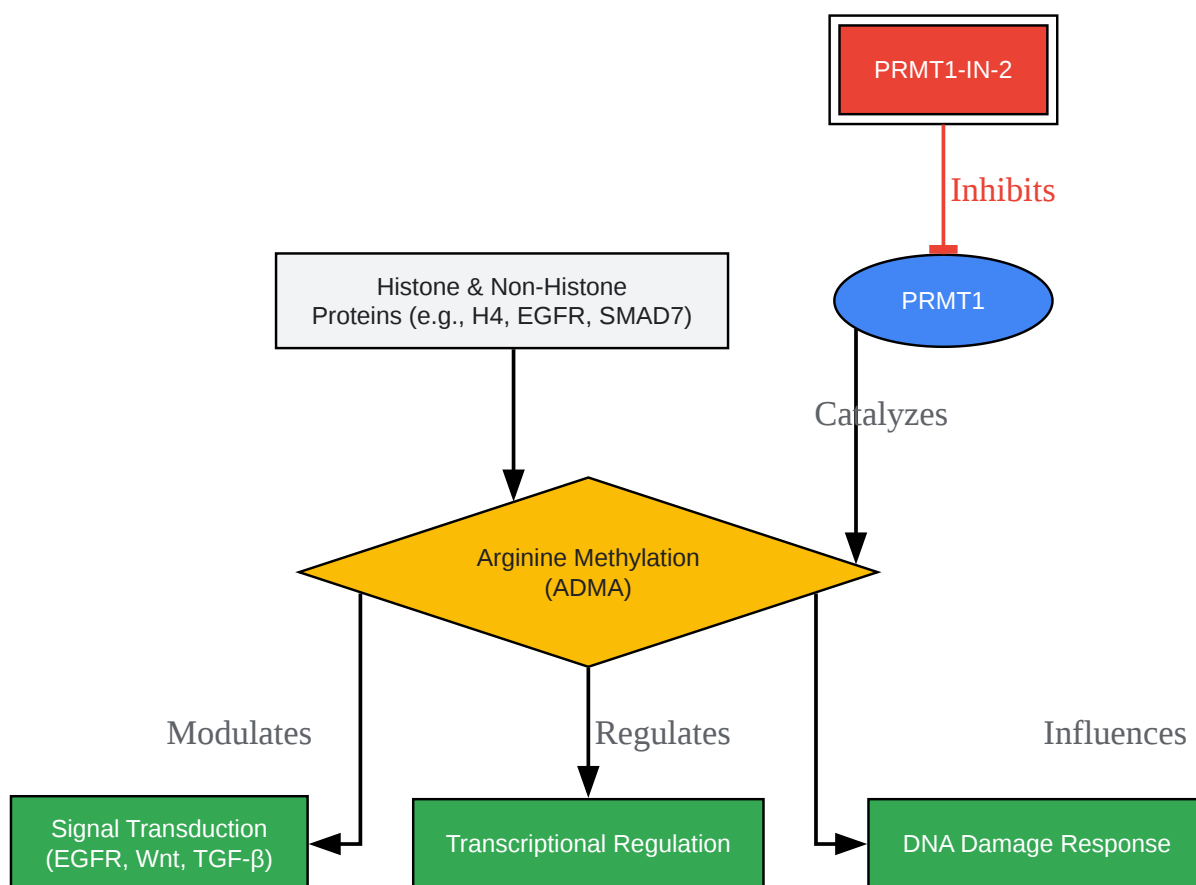 PRMT1-IN-2
Inhibits
Histone & Non-Histone
Proteins (e.g., H4, EGFR, SMAD7)
PRMT1
Catalyzes
Arginine Methylation
(ADMA)
Modulates
Regulates
Influences
Signal Transduction
(EGFR, Wnt, TGF-β)
Transcriptional Regulation
DNA Damage Response